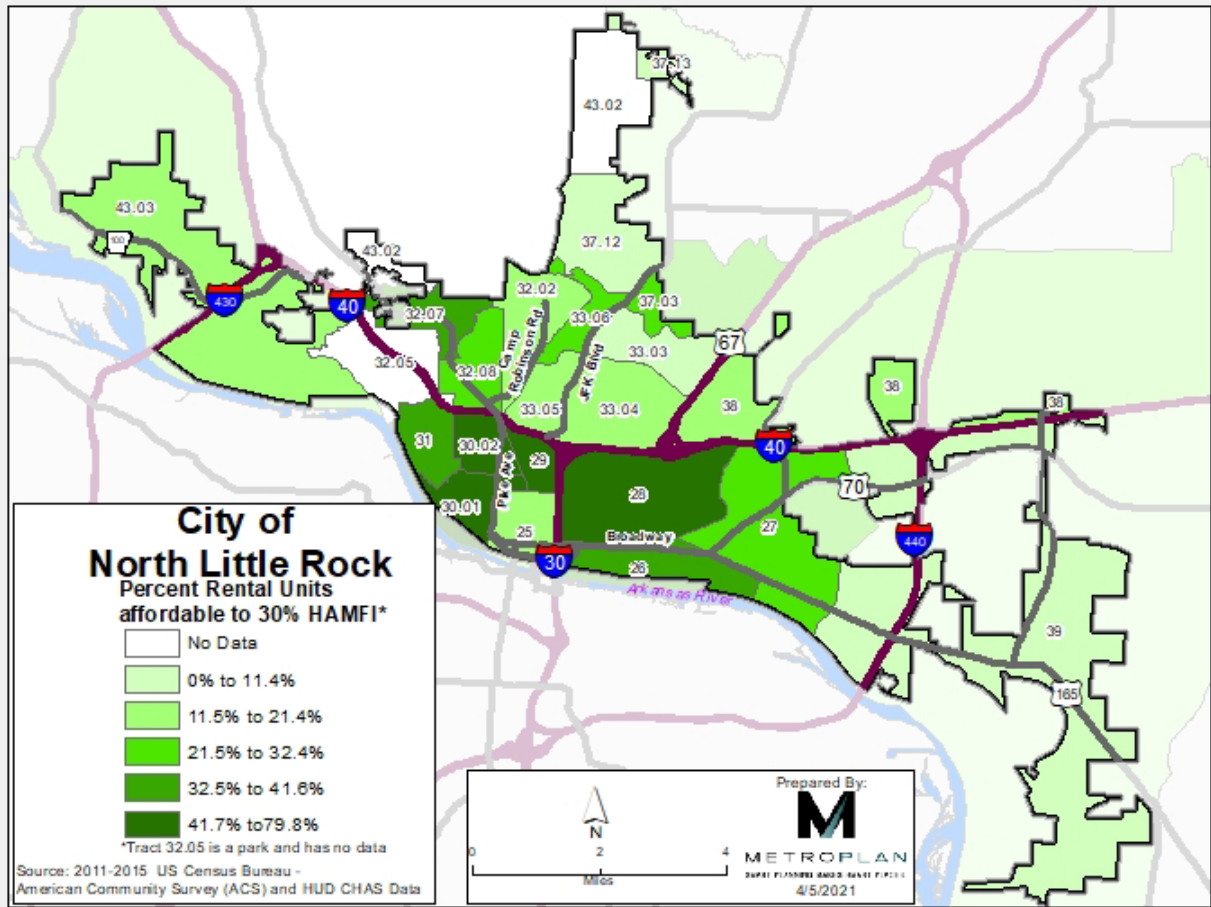 37.13
43.02
43.03
100
43.02
37.12
430
40
32.07
32.02
37.03
33.06
Camp
Robinson Rd
JFK Blvd
33.03
67
32.05
32.08
33.05
33.04
38
38
38
31
30.02
29
40
Pike Ave
28
70
30.01
25
Broadway
27
440
30
26
Arkansas River
39
165
City of
North Little Rock
Percent Rental Units
affordable to 30% HAMFI*
No Data
0% to 11.4%
11.5% to 21.4%
21.5% to 32.4%
32.5% to 41.6%
41.7% to79.8%
*Tract 32.05 is a park and has no data
Source: 2011-2015 US Census Bureau -
American Community Survey (ACS) and HUD CHAS Data
N
0 2 4
Miles
Prepared By:
M
METROPLAN
SMART PLANNING MAKES SMART PLACES
4/5/2021